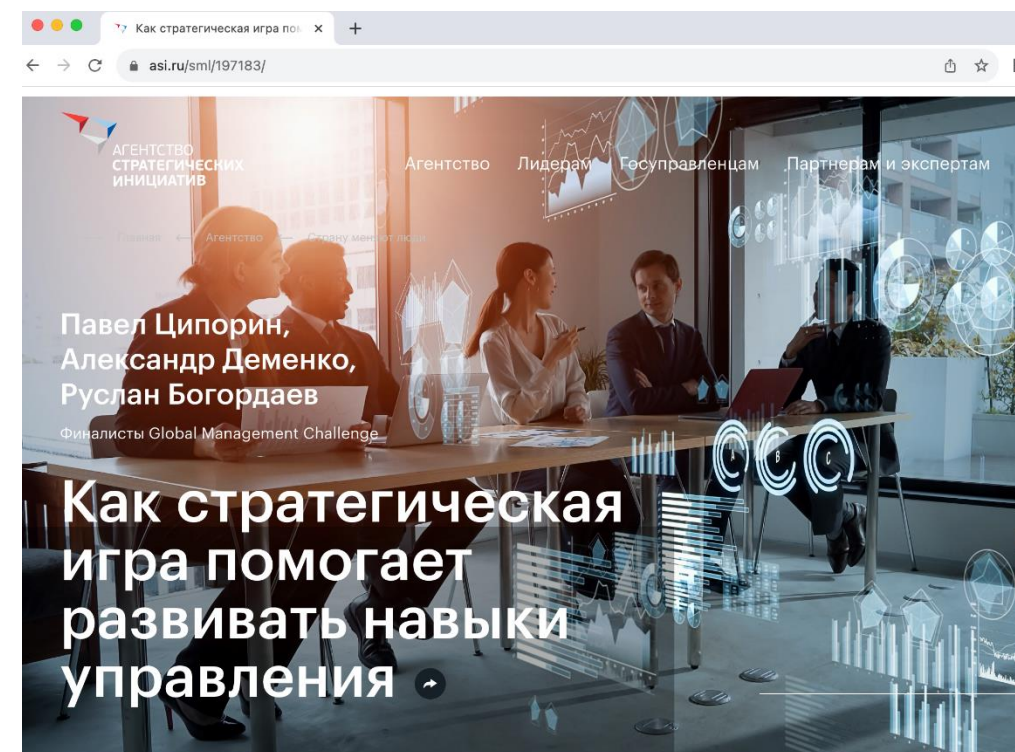 Как стратегическая игра пом
asi.ru/sml/197183/
АГЕНТСТВО
СТРАТЕГИЧЕСКИХ
ИНИЦИАТИВ
Агентство Лидерам Госуправленцам Партнерам и экспертам
Главная ← Агентство ← Страну меняют люди
Павел Ципорин,
Александр Деменко,
Руслан Богордаев
Финалисты Global Management Challenge
A B C
Как стратегическая
игра помогает
развивать навыки
управления